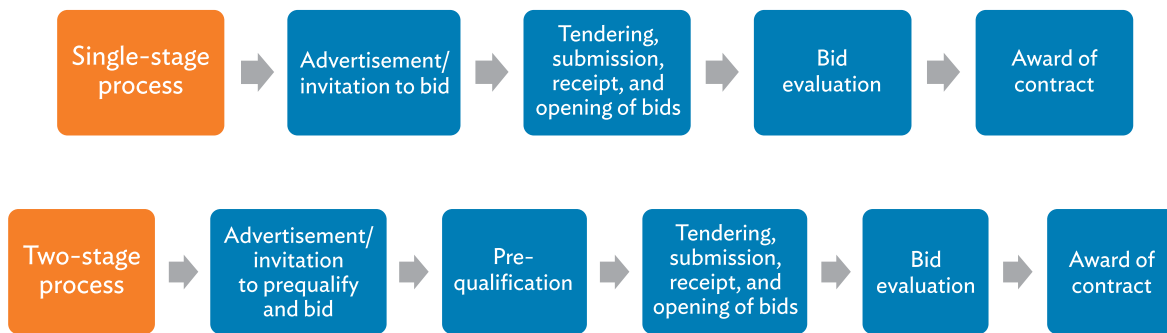 Single-stage
process
Advertisement/
invitation to bid
Tendering,
submission,
receipt, and
opening of bids
Bid
evaluation
Award of
contract
Two-stage
process
Advertisement/
invitation
to prequalify
and bid
Pre-
qualification
Tendering,
submission,
receipt, and
opening of bids
Bid
evaluation
Award of
contract